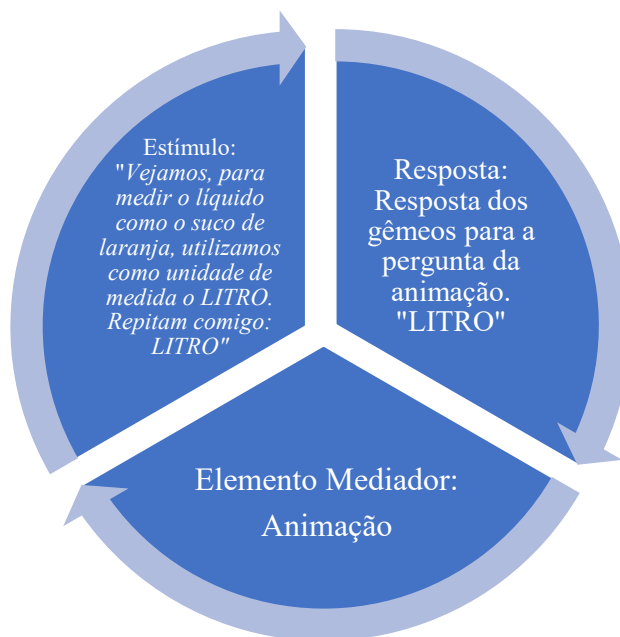 Estímulo:
"Vejamos, para
medir o líquido
como o suco de
laranja, utilizamos
como unidade de
medida o LITRO.
Repitam comigo:
LITRO"
Resposta:
Resposta dos
gêmeos para a
pergunta da
animação.
"LITRO"
Elemento Mediador:
Animação